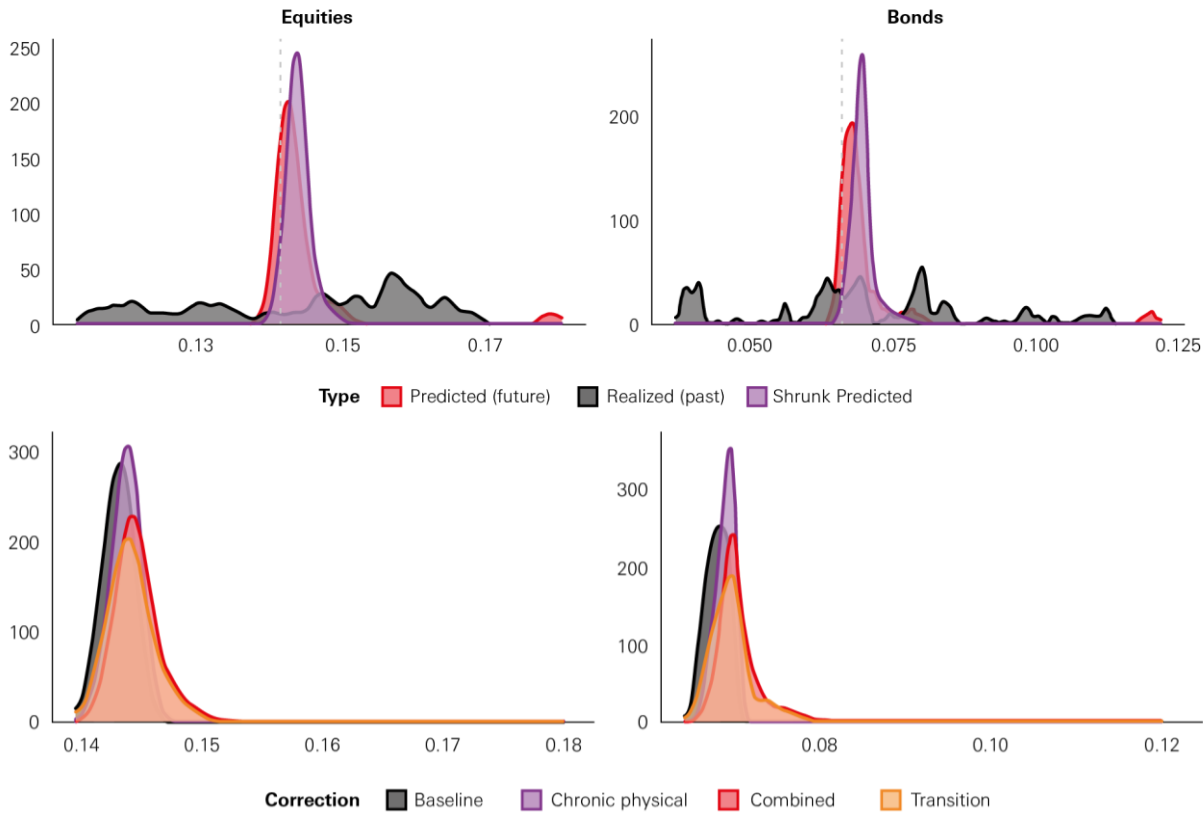 Equities
Bonds
250
200
150
100
50
0
0.13 0.15 0.17
200
100
0
0.050 0.075 0.100 0.125
Type Predicted (future) Realized (past) Shrunk Predicted
300
200
100
0
0.14 0.15 0.16 0.17 0.18
300
200
100
0
0.08 0.10 0.12
Correction Baseline Chronic physical Combined Transition